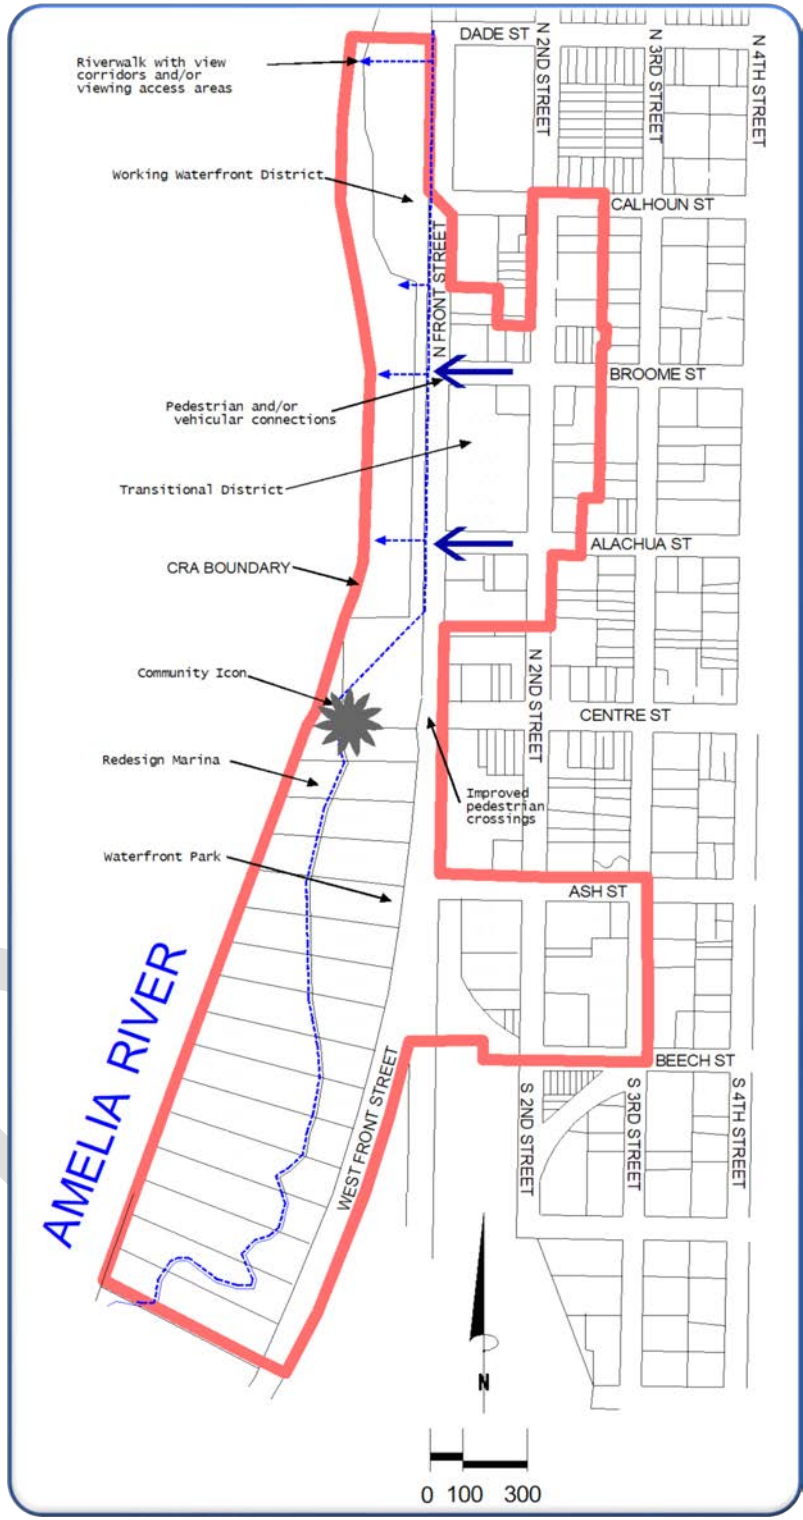 DADE ST
N 2ND STREET
N 3RD STREET
N 4TH STREET
Riverwalk with view
corridors and/or
viewing access areas
Working Waterfront District
CALHOUN ST
N FRONT STREET
BROOME ST
Pedestrian and/or
vehicular connections
Transitional District
ALACHUA ST
CRA BOUNDARY
Community Icon
N 2ND STREET
CENTRE ST
Redesign Marina
Improved
pedestrian
crossings
Waterfront Park
ASH ST
AMELIA RIVER
WEST FRONT STREET
BEECH ST
S 2ND STREET
S 3RD STREET
S 4TH STREET
N
0 100 300